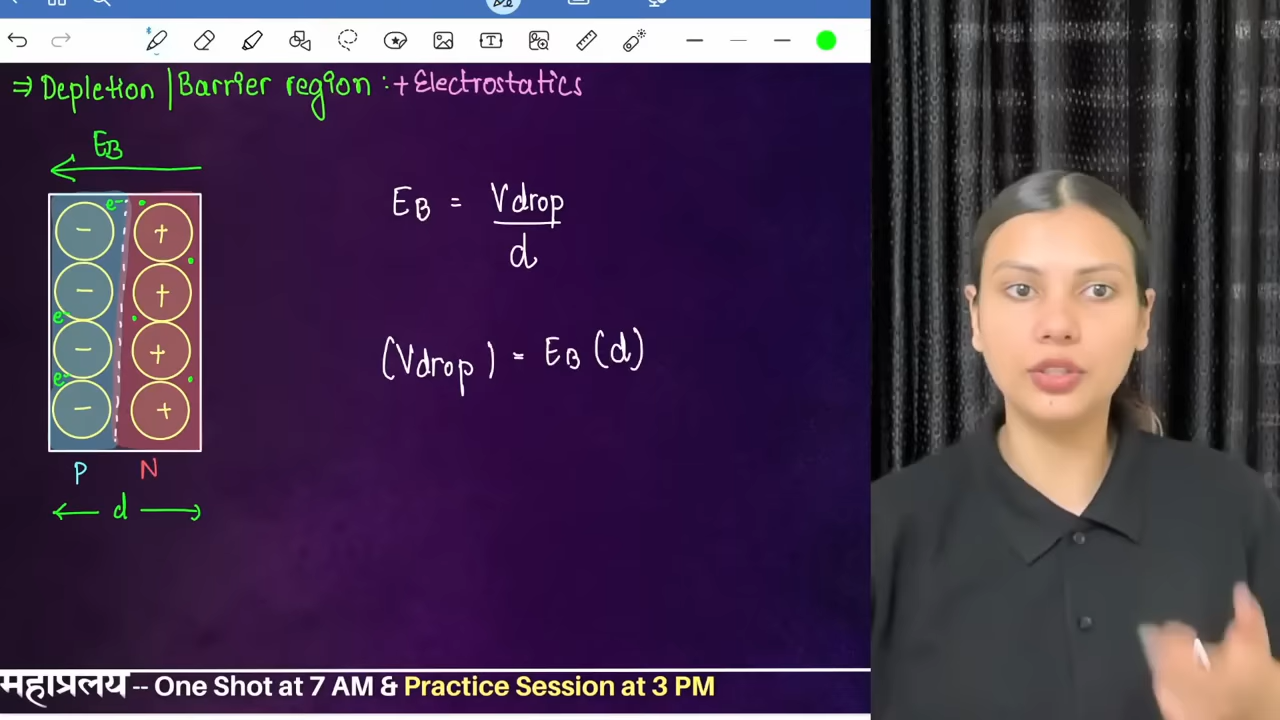 ⇒ Depletion | Barrier region :+ Electrostatics
EB
e⁻
− +
− +
e⁻
− +
e⁻
− +
P N
d
EB = Vdrop / d
(Vdrop) = EB (d)
महाप्रलय -- One Shot at 7 AM & Practice Session at 3 PM